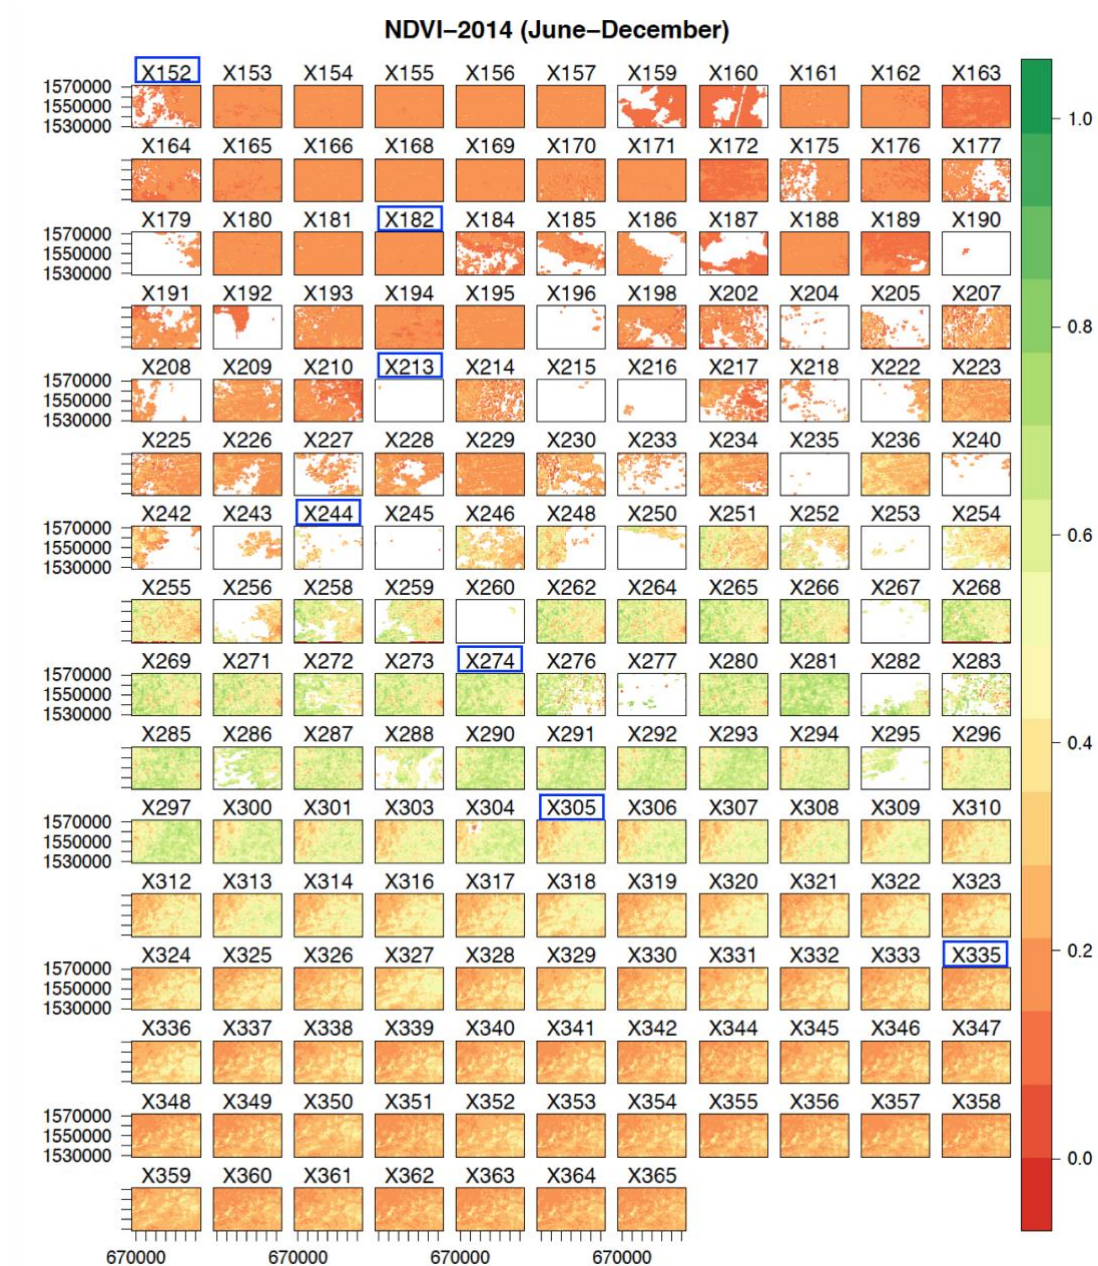 NDVI–2014 (June–December)
X152 X153 X154 X155 X156 X157 X159 X160 X161 X162 X163
1570000
1550000
1530000
1.0
X164 X165 X166 X168 X169 X170 X171 X172 X175 X176 X177
X179 X180 X181 X182 X184 X185 X186 X187 X188 X189 X190
1570000
1550000
1530000
X191 X192 X193 X194 X195 X196 X198 X202 X204 X205 X207
0.8
X208 X209 X210 X213 X214 X215 X216 X217 X218 X222 X223
1570000
1550000
1530000
X225 X226 X227 X228 X229 X230 X233 X234 X235 X236 X240
X242 X243 X244 X245 X246 X248 X250 X251 X252 X253 X254
1570000
0.6
1550000
1530000
X255 X256 X258 X259 X260 X262 X264 X265 X266 X267 X268
X269 X271 X272 X273 X274 X276 X277 X280 X281 X282 X283
1570000
1550000
1530000
X285 X286 X287 X288 X290 X291 X292 X293 X294 X295 X296
0.4
X297 X300 X301 X303 X304 X305 X306 X307 X308 X309 X310
1570000
1550000
1530000
X312 X313 X314 X316 X317 X318 X319 X320 X321 X322 X323
X324 X325 X326 X327 X328 X329 X330 X331 X332 X333 X335
0.2
1570000
1550000
1530000
X336 X337 X338 X339 X340 X341 X342 X344 X345 X346 X347
X348 X349 X350 X351 X352 X353 X354 X355 X356 X357 X358
1570000
1550000
1530000
0.0
X359 X360 X361 X362 X363 X364 X365
670000 670000 670000 670000